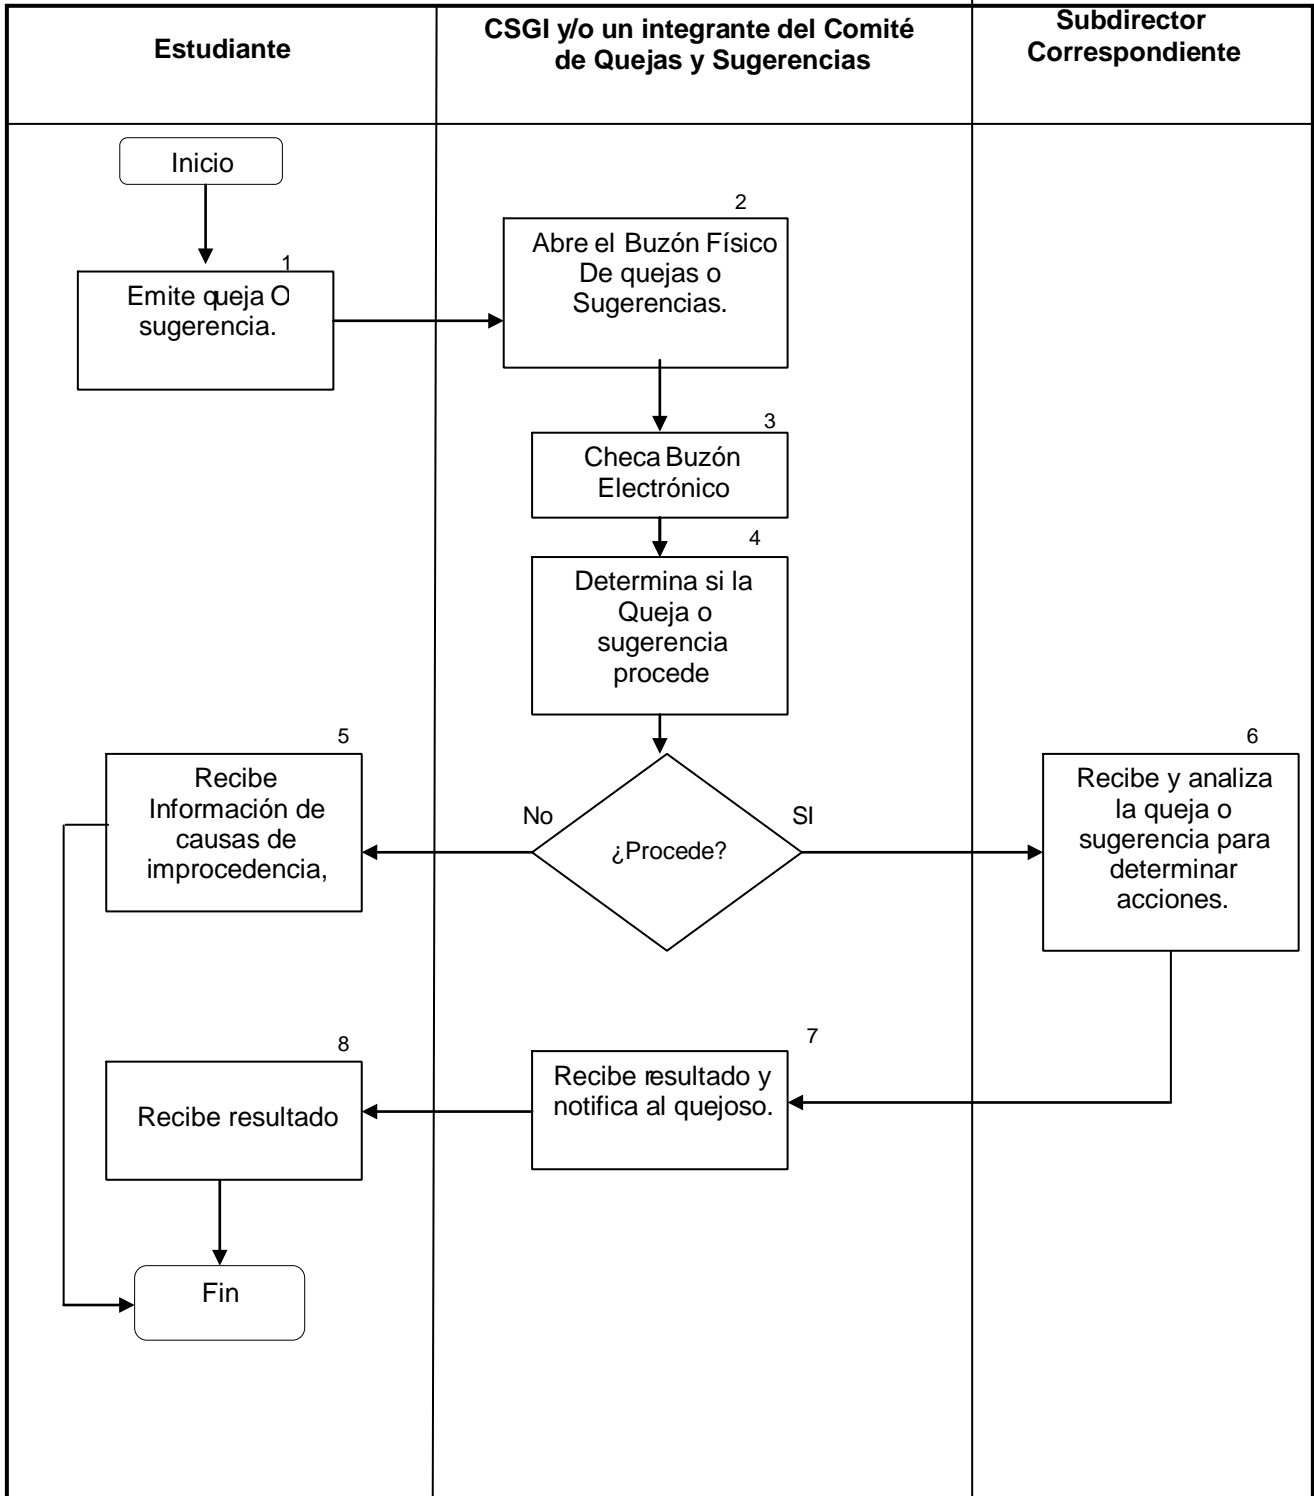 Estudiante
CSGI y/o un integrante del Comité
de Quejas y Sugerencias
Subdirector
Correspondiente
Inicio
1
Emite queja O
sugerencia.
2
Abre el Buzón Físico
De quejas o
Sugerencias.
3
Checa Buzón
Electrónico
4
Determina si la
Queja o
sugerencia
procede
¿Procede?
No
SI
5
Recibe
Información de
causas de
improcedencia,
6
Recibe y analiza
la queja o
sugerencia para
determinar
acciones.
7
Recibe resultado y
notifica al quejoso.
8
Recibe resultado
Fin